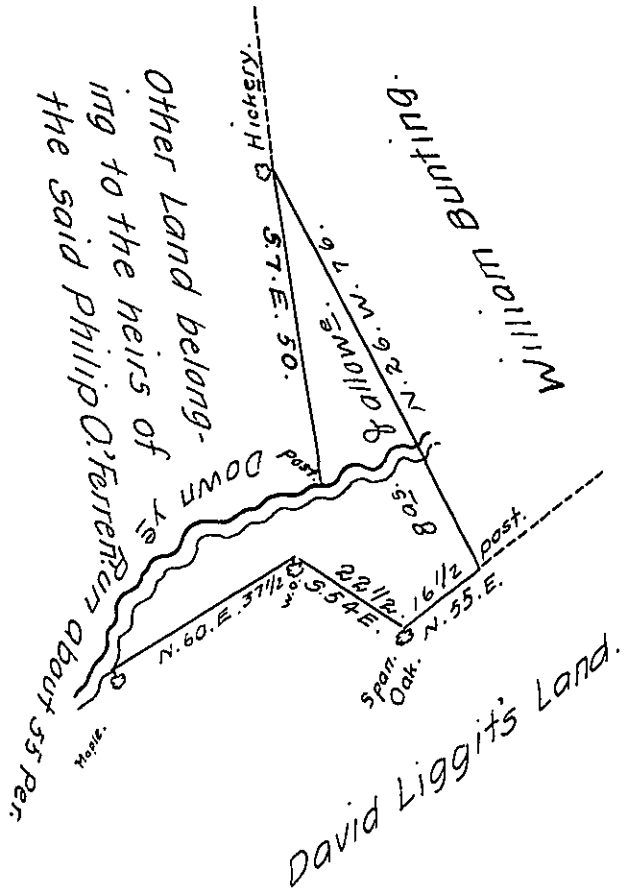 William Bunting.
Hickery.
N. 26. W. 76.
8 a 05.
& allowE.
S. 7. E. 50.
post.
Other Land belong-
ing to the heirs of
the said Philip O.'Ferren.
Down yE
Run about 55 Per.
post.
16 1/2
N. 55. E.
Span.
Oak.
22 1/2.
S. 54 E.
W.O.
N. 60. E. 37 1/2
Maple.
David Liggit's Land.